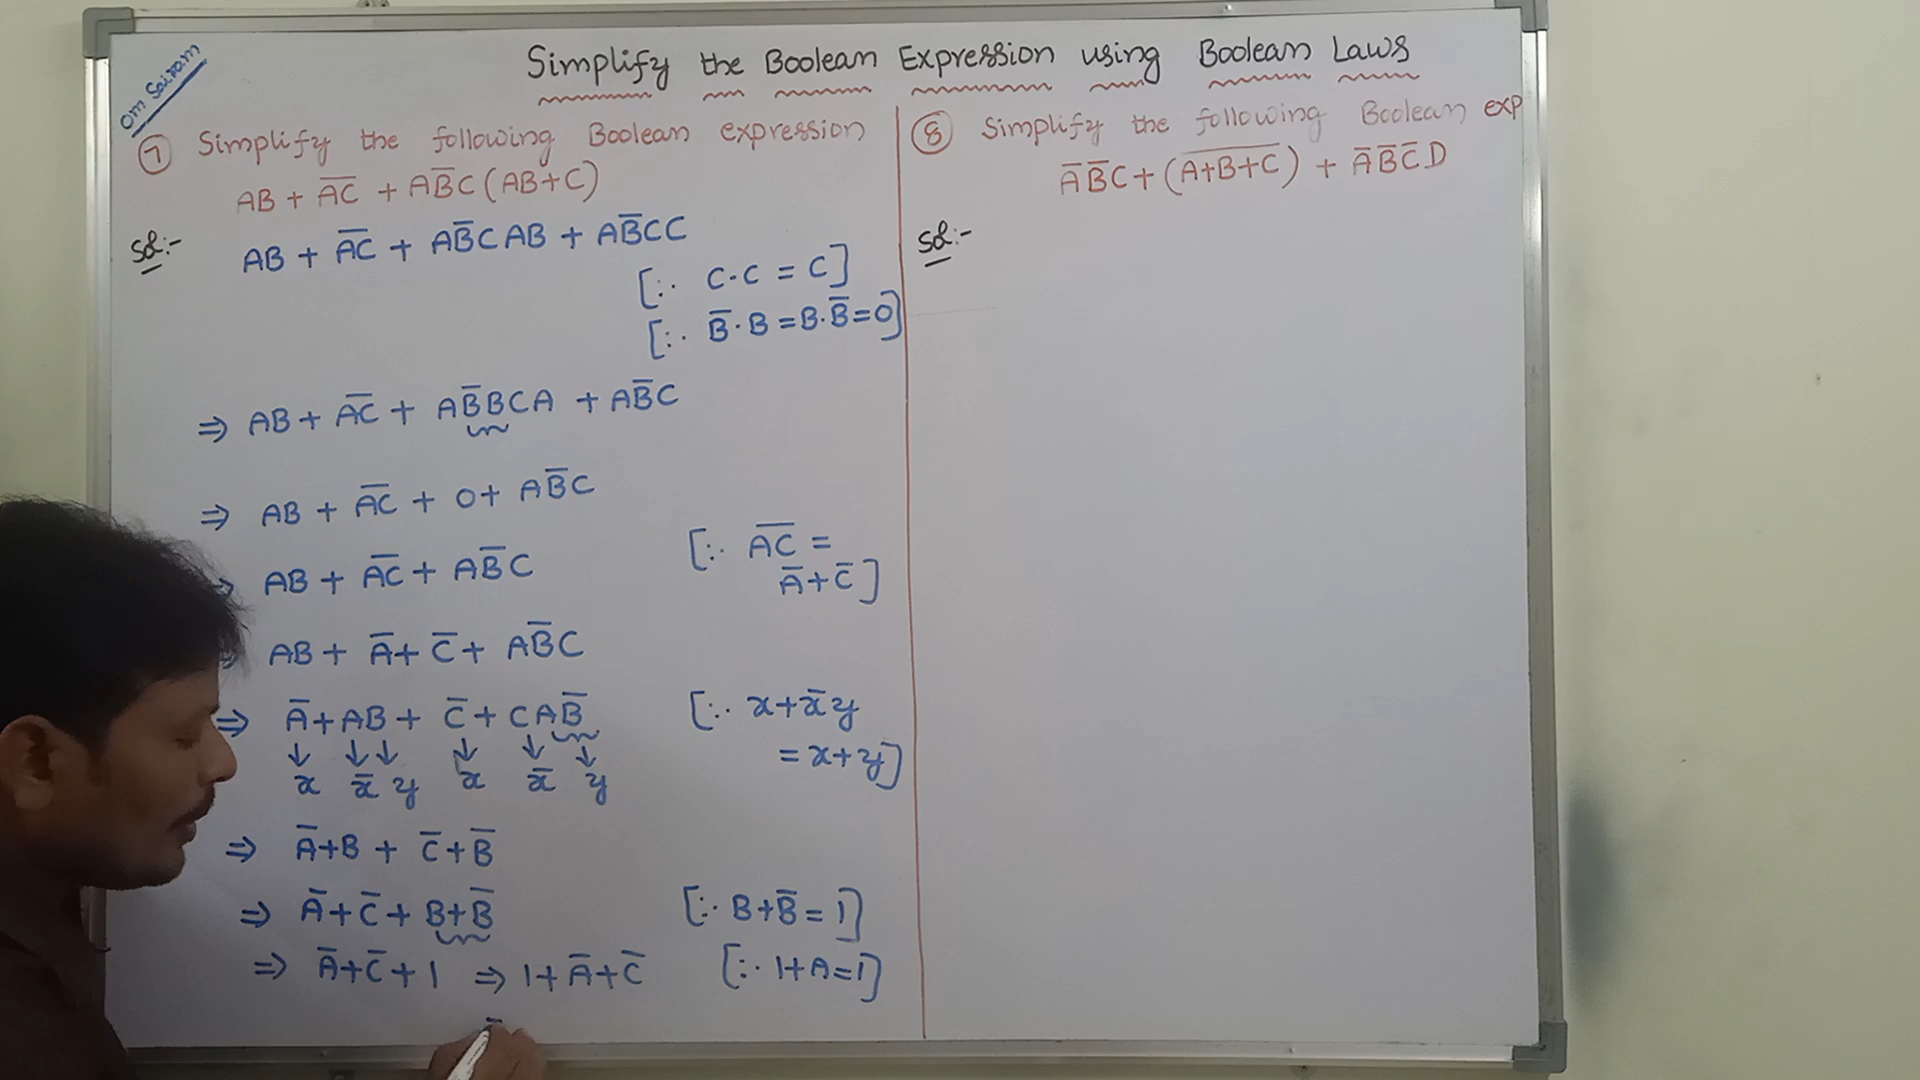 Om Sairam
Simplify the Boolean Expression using Boolean Laws
⑦ Simplify the following Boolean expression
AB + A̅C̅ + AB̅C (AB+C)
Sol:-
AB + A̅C̅ + AB̅CAB + AB̅CC
[∵ C·C = C]
[∵ B̅·B = B·B̅ = 0]
⇒ AB + A̅C̅ + AB̅BCA + AB̅C
⇒ AB + A̅C̅ + 0 + AB̅C
⇒ AB + A̅C̅ + AB̅C
[∵ A̅C̅ =
A̅ + C̅]
⇒ AB + A̅ + C̅ + AB̅C
⇒ A̅ + AB + C̅ + CAB̅
↓ ↓ ↓ ↓ ↓ ↓
x x̅ y x x̅ y
[∵ x + x̅y
= x + y]
⇒ A̅ + B + C̅ + B̅
⇒ A̅ + C̅ + B + B̅ [∵ B + B̅ = 1]
⇒ A̅ + C̅ + 1 ⇒ 1 + A̅ + C̅ [∵ 1 + A = 1]
⑧ Simplify the following Boolean exp
A̅B̅C + (A̅+̅B̅+̅C̅) + A̅B̅C̅D
Sol:-